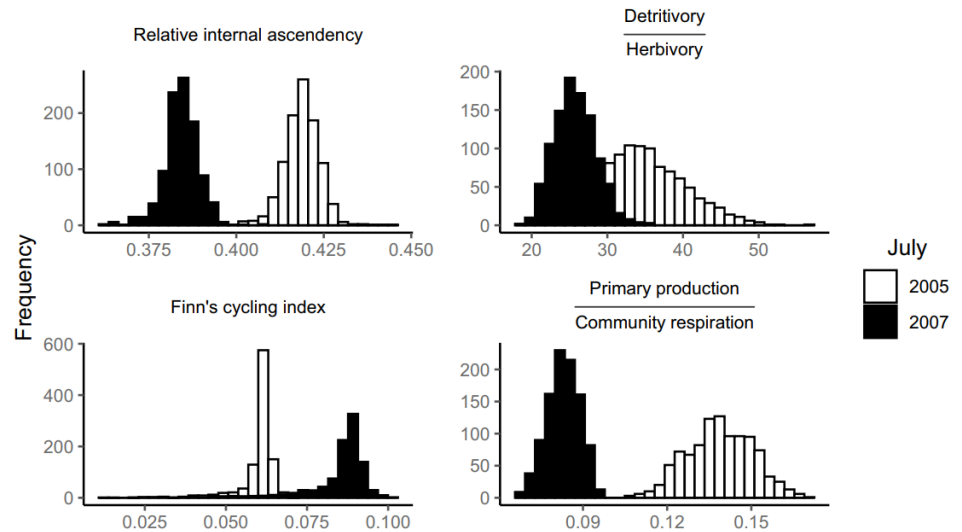 Relative internal ascendency
Detritivory
Herbivory
200
100
0
0.375 0.400 0.425 0.450
200
150
100
50
0
20 30 40 50
Frequency
Finn's cycling index
Primary production
Community respiration
600
400
200
0
0.025 0.050 0.075 0.100
200
150
100
50
0
0.09 0.12 0.15
July
2005
2007